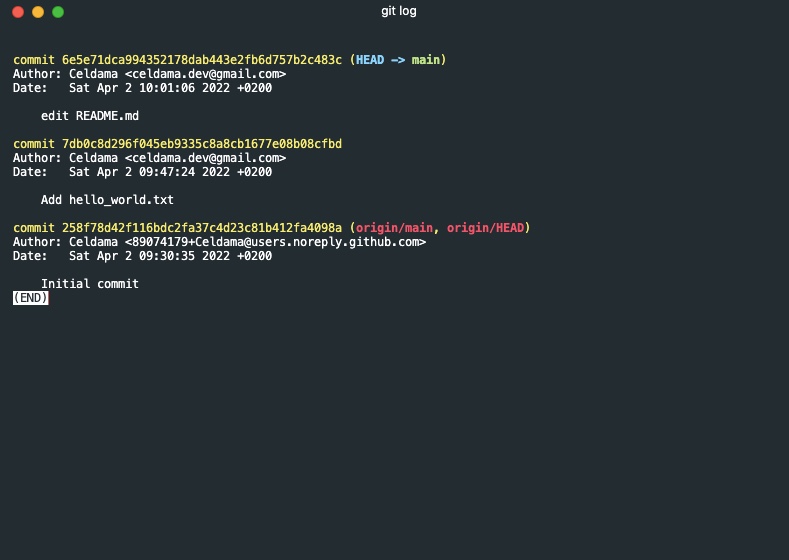 git log
commit 6e5e71dca994352178dab443e2fb6d757b2c483c (HEAD -> main)
Author: Celdama <celdama.dev@gmail.com>
Date:   Sat Apr 2 10:01:06 2022 +0200
edit README.md
commit 7db0c8d296f045eb9335c8a8cb1677e08b08cfbd
Author: Celdama <celdama.dev@gmail.com>
Date:   Sat Apr 2 09:47:24 2022 +0200
Add hello_world.txt
commit 258f78d42f116bdc2fa37c4d23c81b412fa4098a (origin/main, origin/HEAD)
Author: Celdama <89074179+Celdama@users.noreply.github.com>
Date:   Sat Apr 2 09:30:35 2022 +0200
Initial commit
(END)